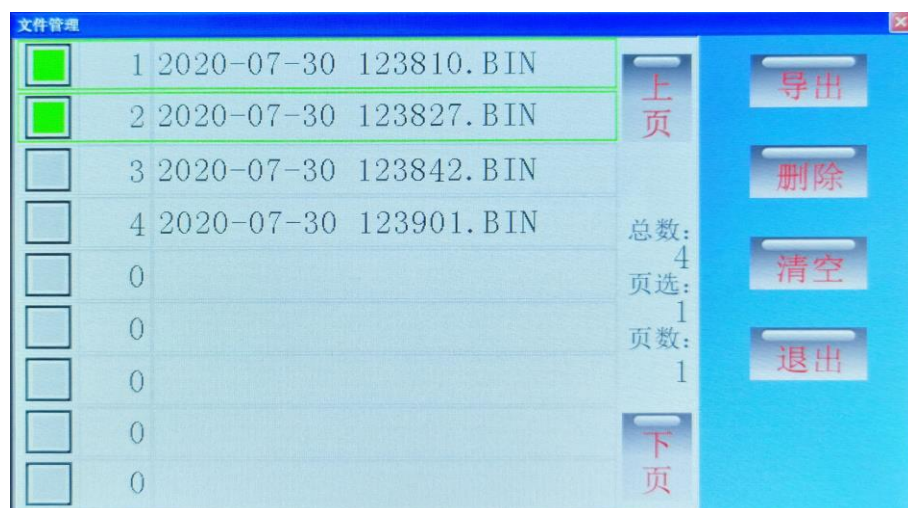 文件管理
1 2020-07-30 123810.BIN
2 2020-07-30 123827.BIN
3 2020-07-30 123842.BIN
4 2020-07-30 123901.BIN
0
0
0
0
0
上页
总数:
4
页选:
1
页数:
1
下页
导出
删除
清空
退出